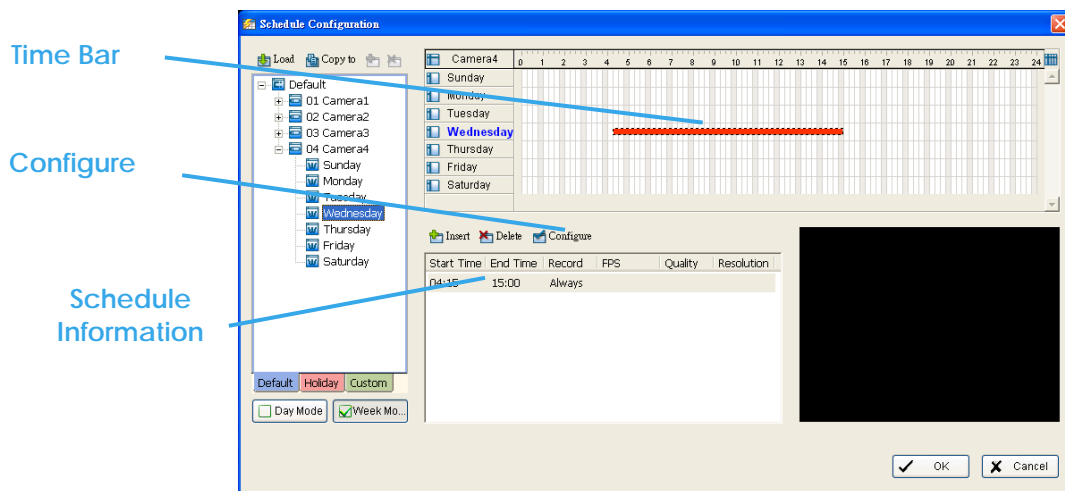 Schedule Configuration
Time Bar
Configure
Schedule
Information
Load Copy to
Default
01 Camera1
02 Camera2
03 Camera3
04 Camera4
Sunday
Monday
Tuesday
Wednesday
Thursday
Friday
Saturday
Default Holiday Custom
Day Mode Week Mo...
Camera4 0 1 2 3 4 5 6 7 8 9 10 11 12 13 14 15 16 17 18 19 20 21 22 23 24
Sunday
Monday
Tuesday
Wednesday
Thursday
Friday
Saturday
Insert Delete Configure
Start Time End Time Record FPS Quality Resolution
04:15 15:00 Always
OK Cancel